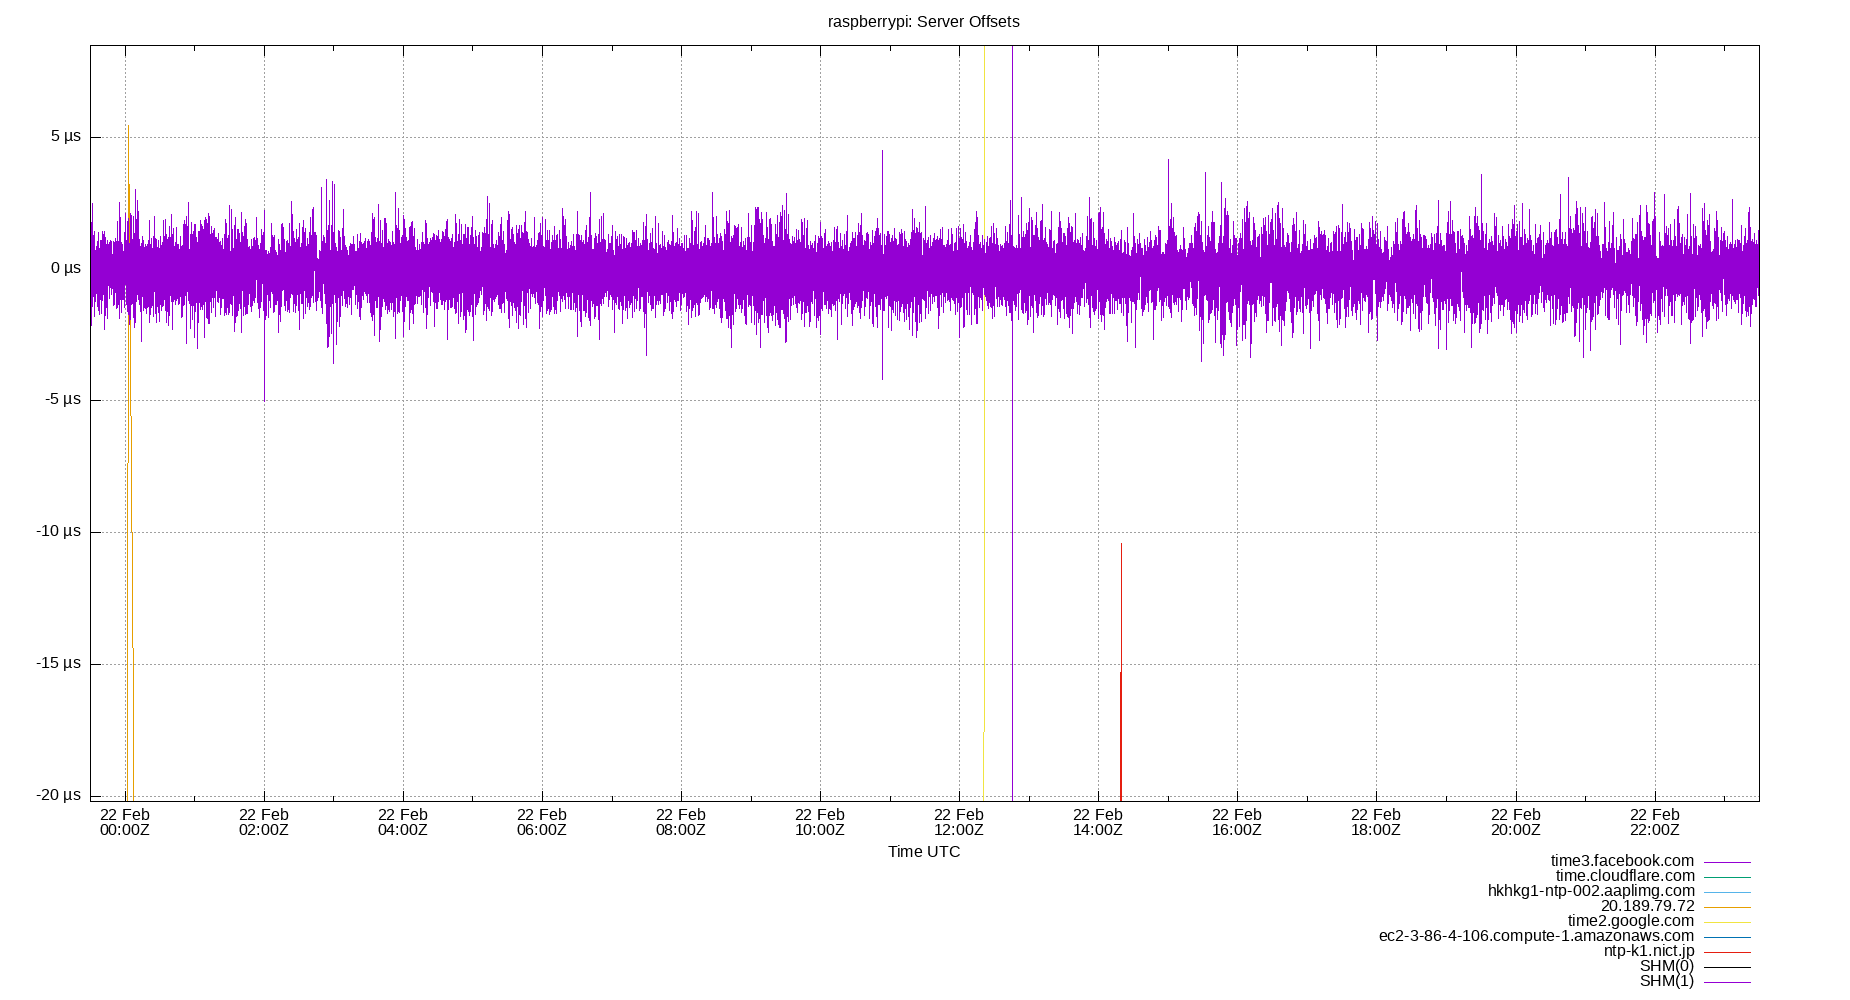 raspberrypi: Server Offsets
5 µs
0 µs
-5 µs
-10 µs
-15 µs
-20 µs
22 Feb 22 Feb 22 Feb 22 Feb 22 Feb 22 Feb 22 Feb 22 Feb 22 Feb 22 Feb 22 Feb 22 Feb
00:00Z 02:00Z 04:00Z 06:00Z 08:00Z 10:00Z 12:00Z 14:00Z 16:00Z 18:00Z 20:00Z 22:00Z
Time UTC
time3.facebook.com
time.cloudflare.com
hkhkg1-ntp-002.aaplimg.com
20.189.79.72
time2.google.com
ec2-3-86-4-106.compute-1.amazonaws.com
ntp-k1.nict.jp
SHM(0)
SHM(1)